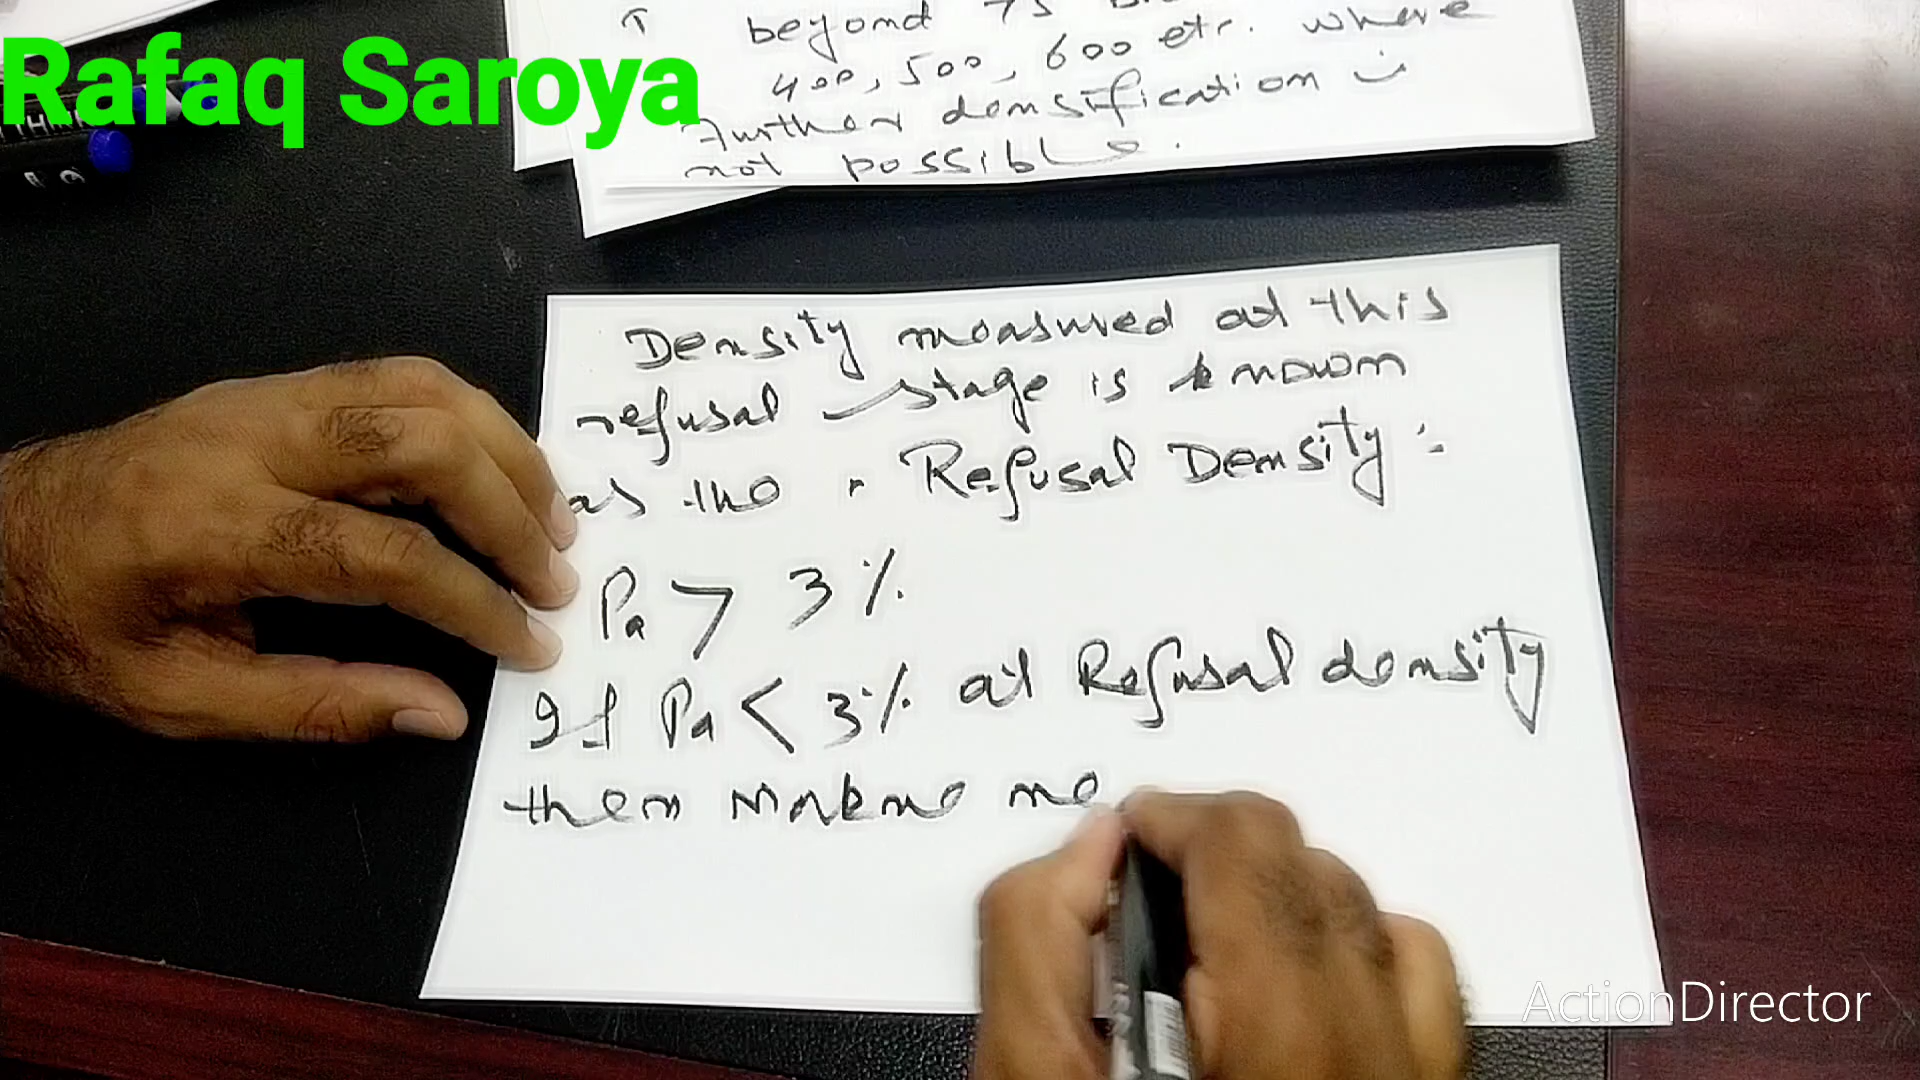 Rafaq Saroya
beyond 75
400, 500, 600 etc. where
further densification is
not possible.
Density measured at this
refusal stage is known
as the " Refusal Density "
Pa > 3%
If Pa < 3% at Refusal density
then make ne
ActionDirector